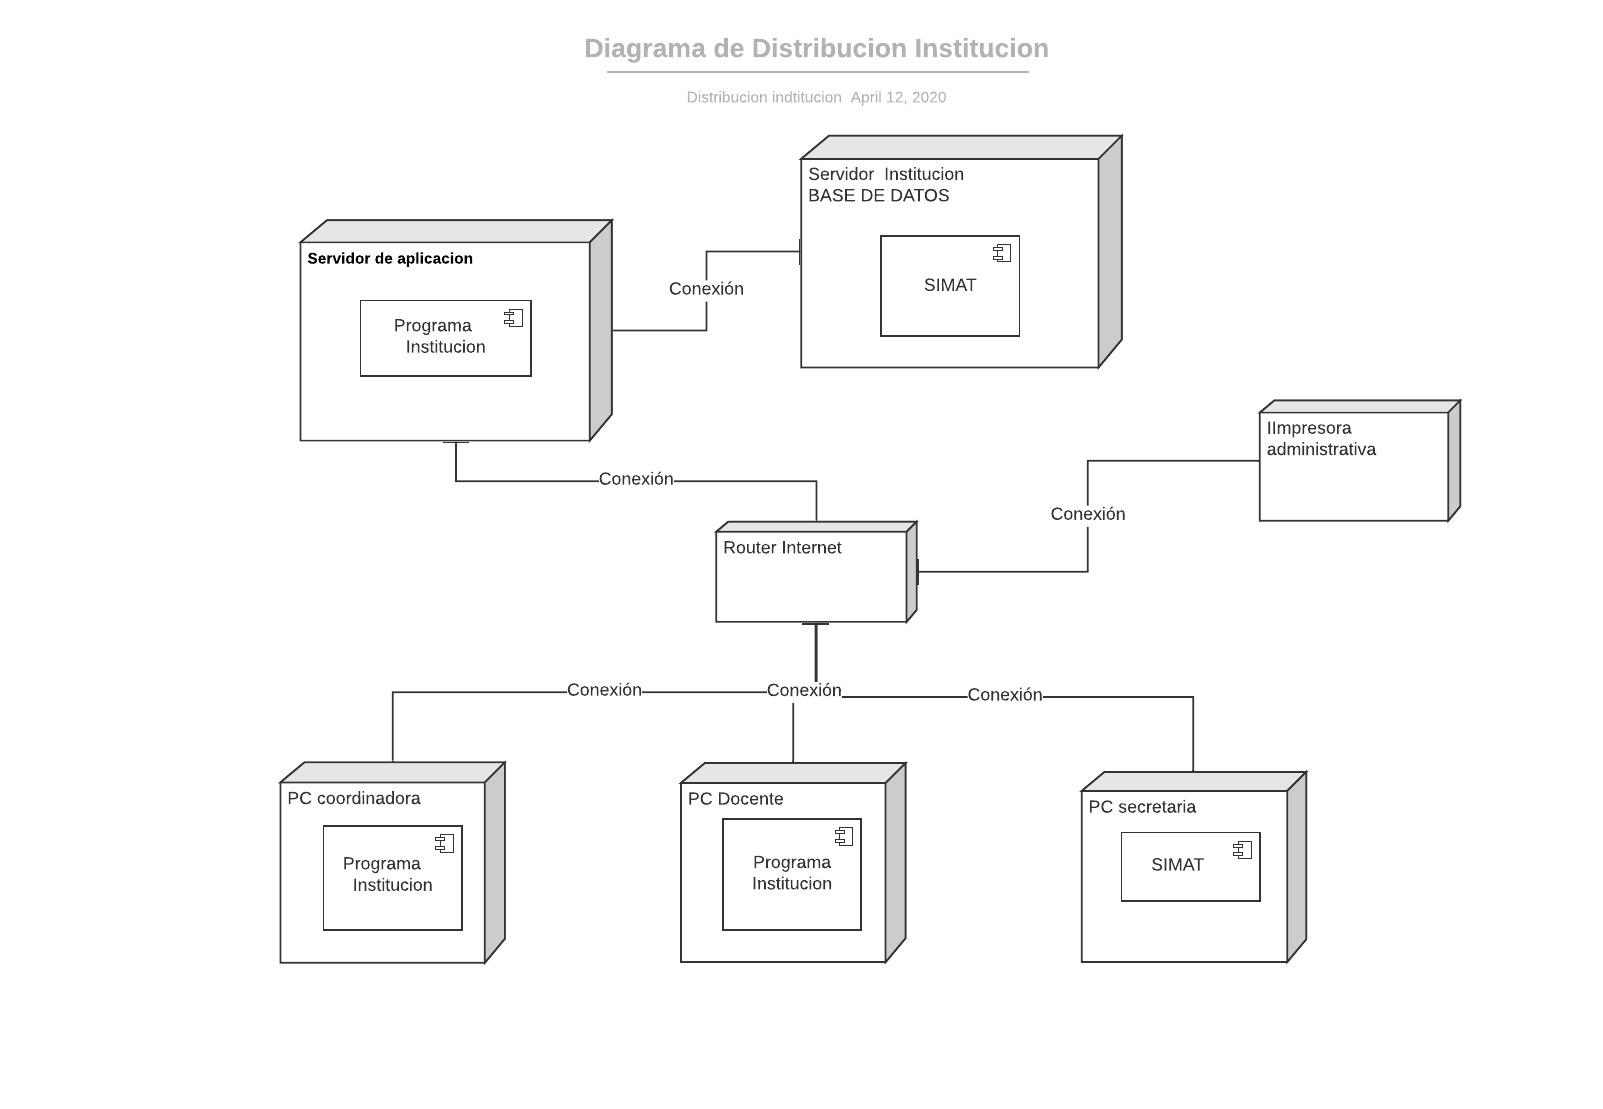 Diagrama de Distribucion Institucion
Distribucion indtitucion  April 12, 2020
Servidor  Institucion
BASE DE DATOS
SIMAT
Servidor de aplicacion
Programa
Institucion
Conexión
IImpresora
administrativa
Conexión
Conexión
Router Internet
Conexión
Conexión
Conexión
PC coordinadora
Programa
Institucion
PC Docente
Programa
Institucion
PC secretaria
SIMAT